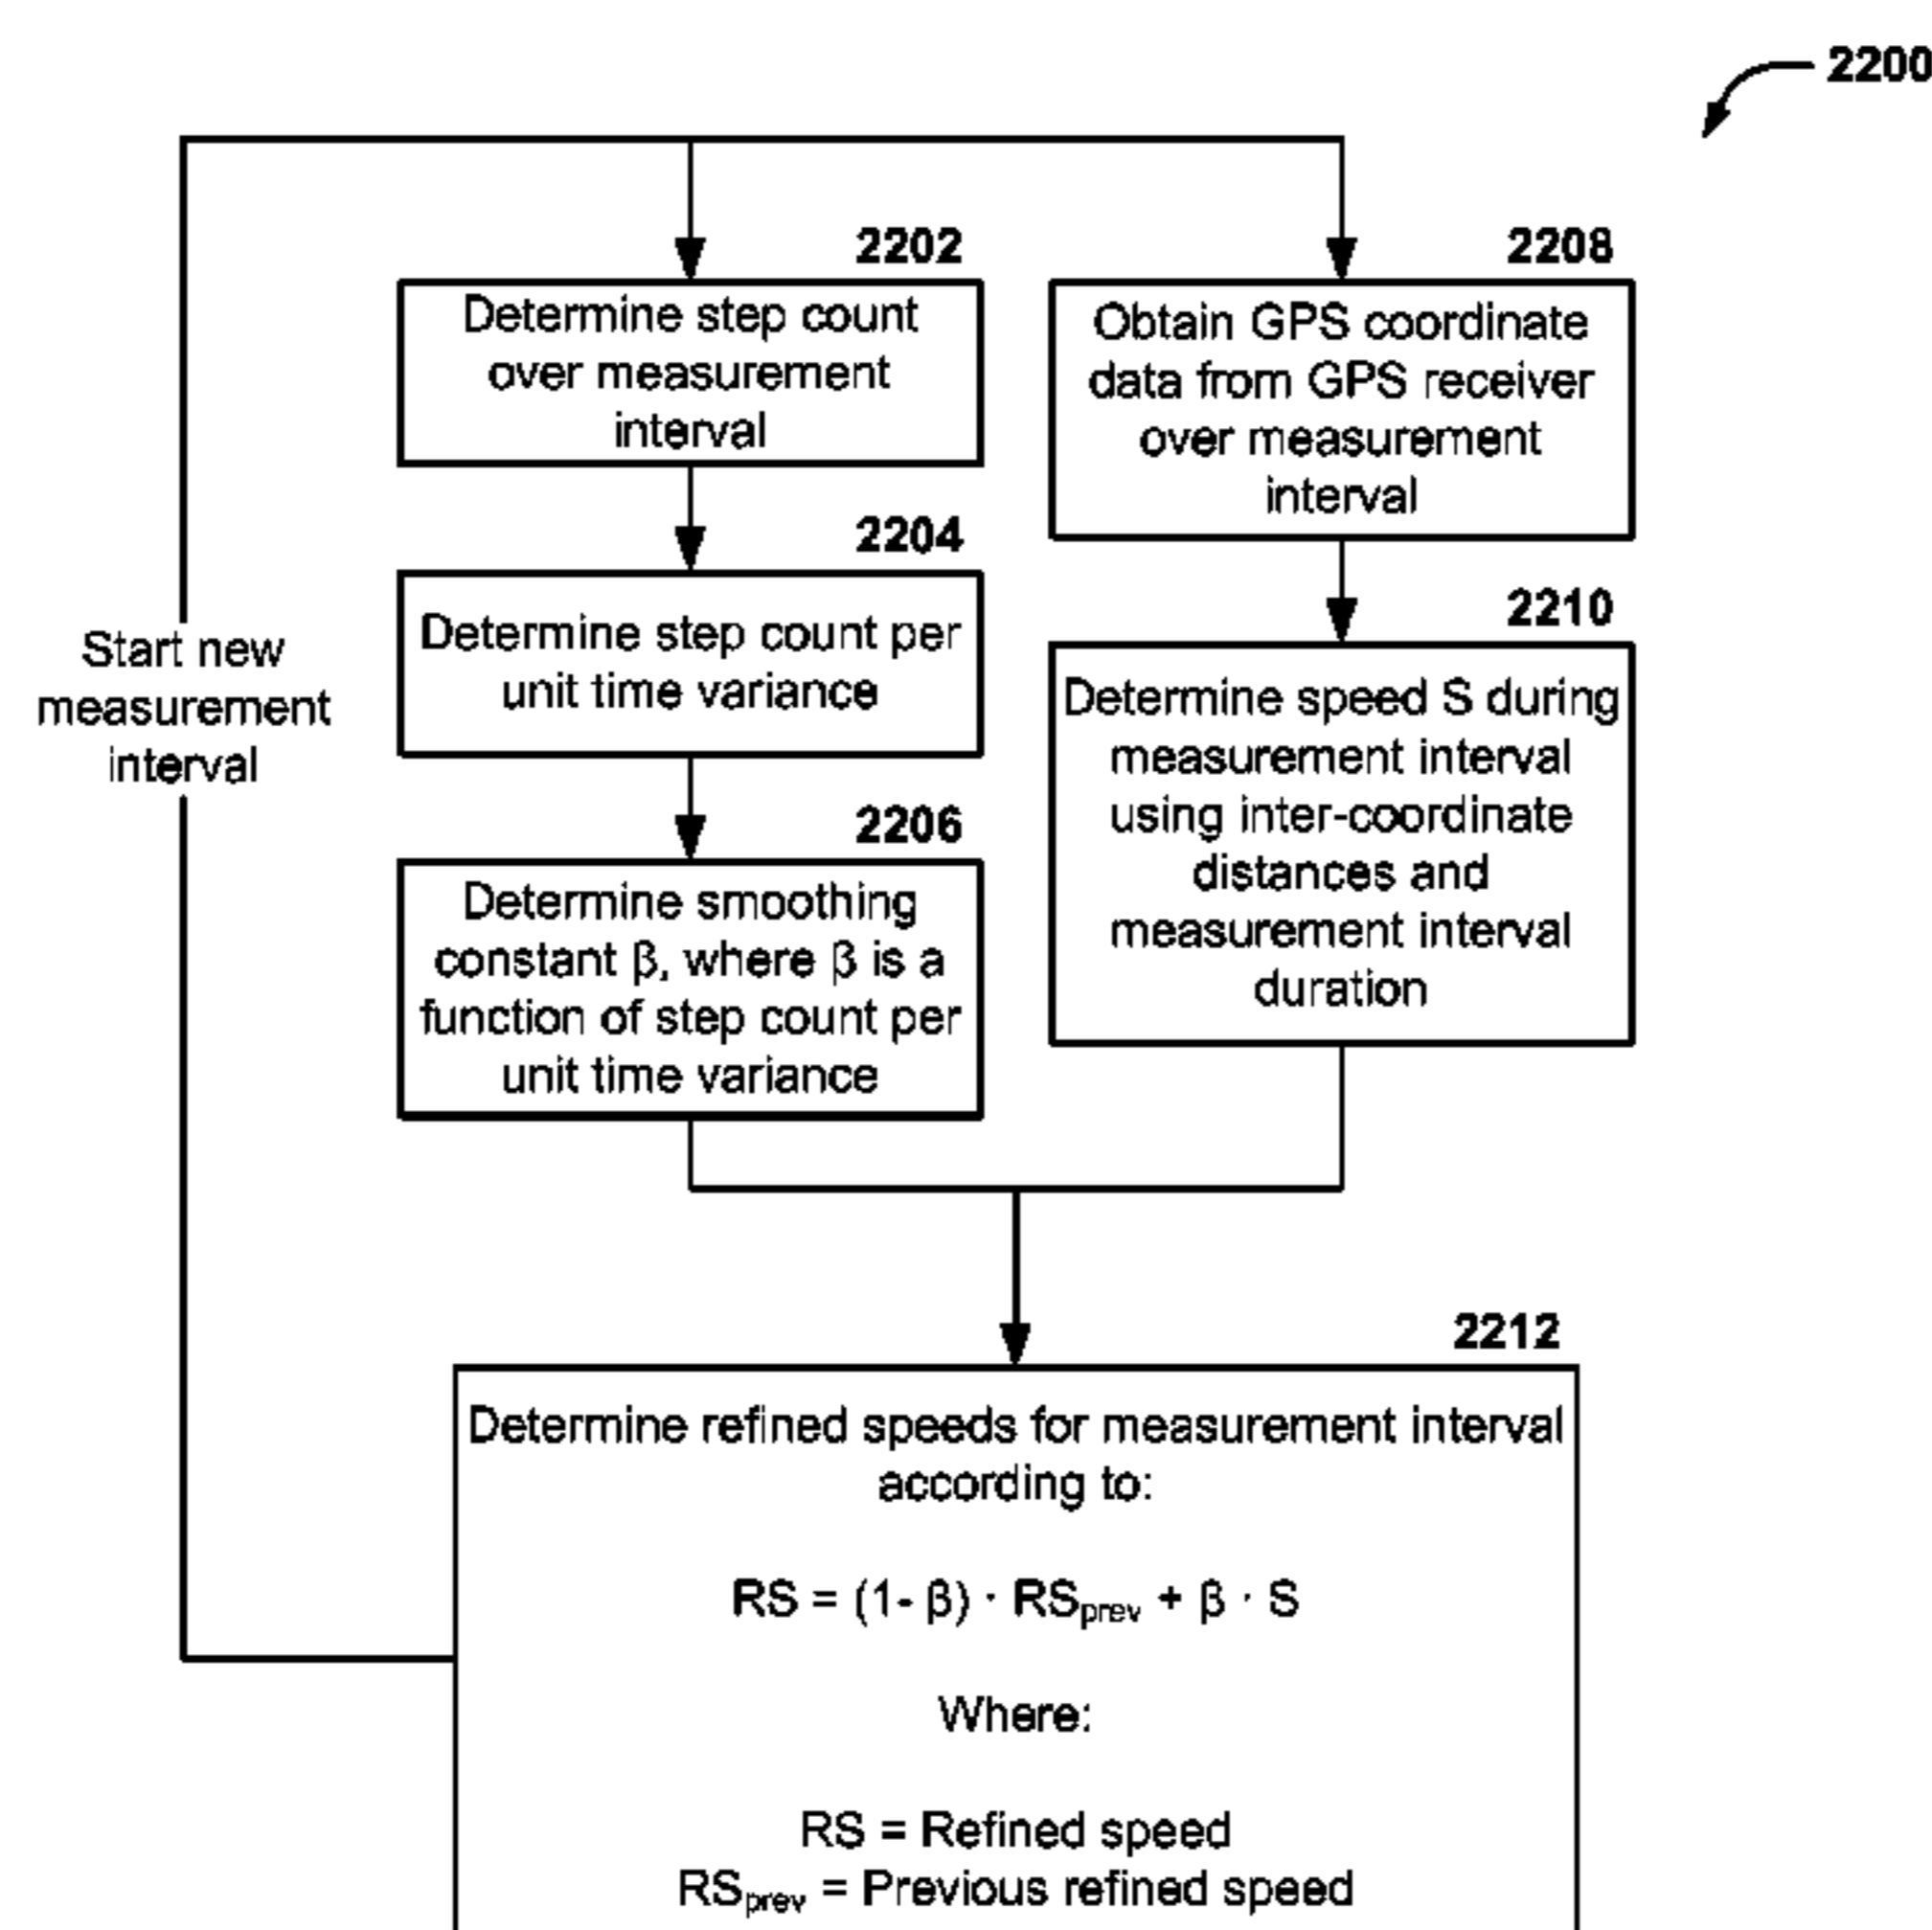 2200
2202
Determine step count
over measurement
interval
2204
Determine step count per
unit time variance
2206
Determine smoothing
constant β, where β is a
function of step count per
unit time variance
2208
Obtain GPS coordinate
data from GPS receiver
over measurement
interval
2210
Determine speed S during
measurement interval
using inter-coordinate
distances and
measurement interval
duration
Start new
measurement
interval
2212
Determine refined speeds for measurement interval
according to:
RS = (1- β) · RSprev + β · S
Where:
RS = Refined speed
RSprev = Previous refined speed